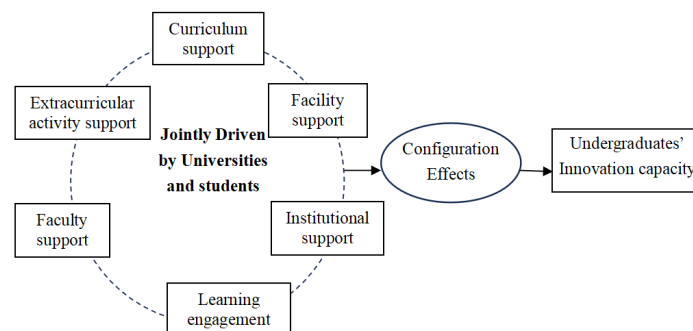 Curriculum
support
Extracurricular
activity support
Facility
support
Jointly Driven
by Universities
and students
Configuration
Effects
Undergraduates’
Innovation capacity
Faculty
support
Institutional
support
Learning
engagement